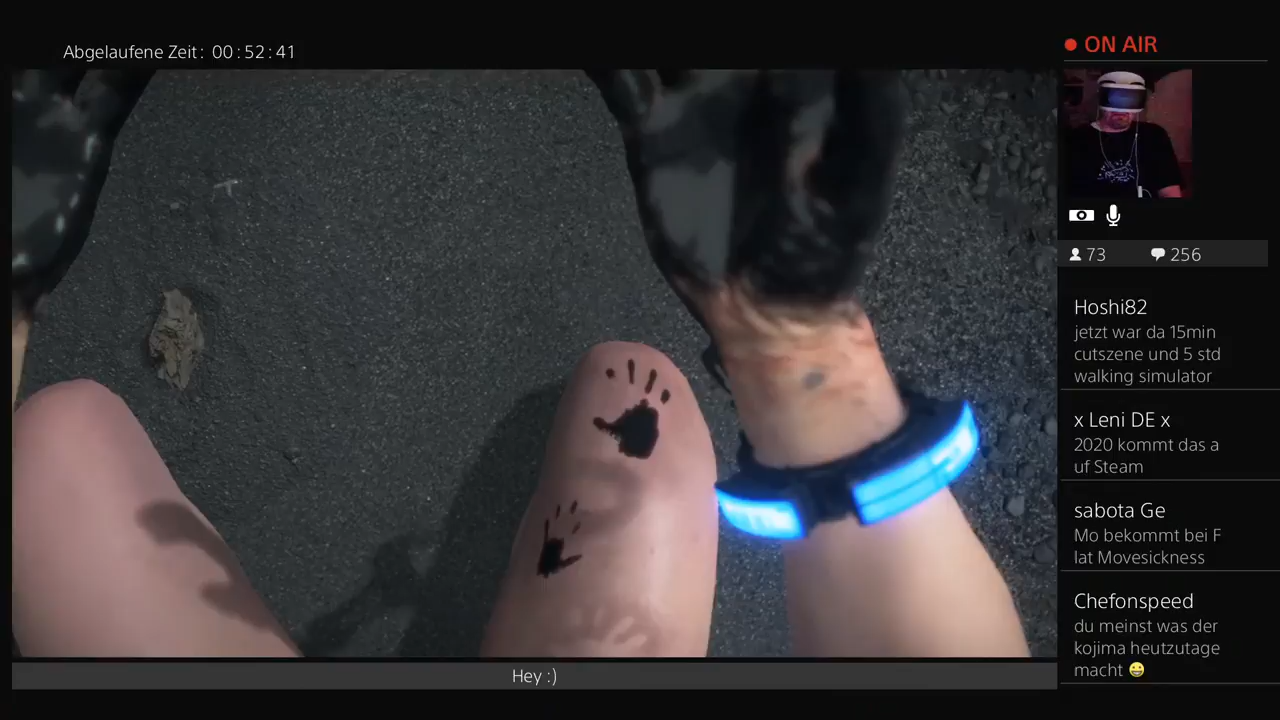 Abgelaufene Zeit: 00:52:41
ON AIR
73 256
Hoshi82
jetzt war da 15min
cutszene und 5 std
walking simulator
x Leni DE x
2020 kommt das a
uf Steam
sabota Ge
Mo bekommt bei F
lat Movesickness
Chefonspeed
du meinst was der
kojima heutzutage
macht 😀
Hey :)